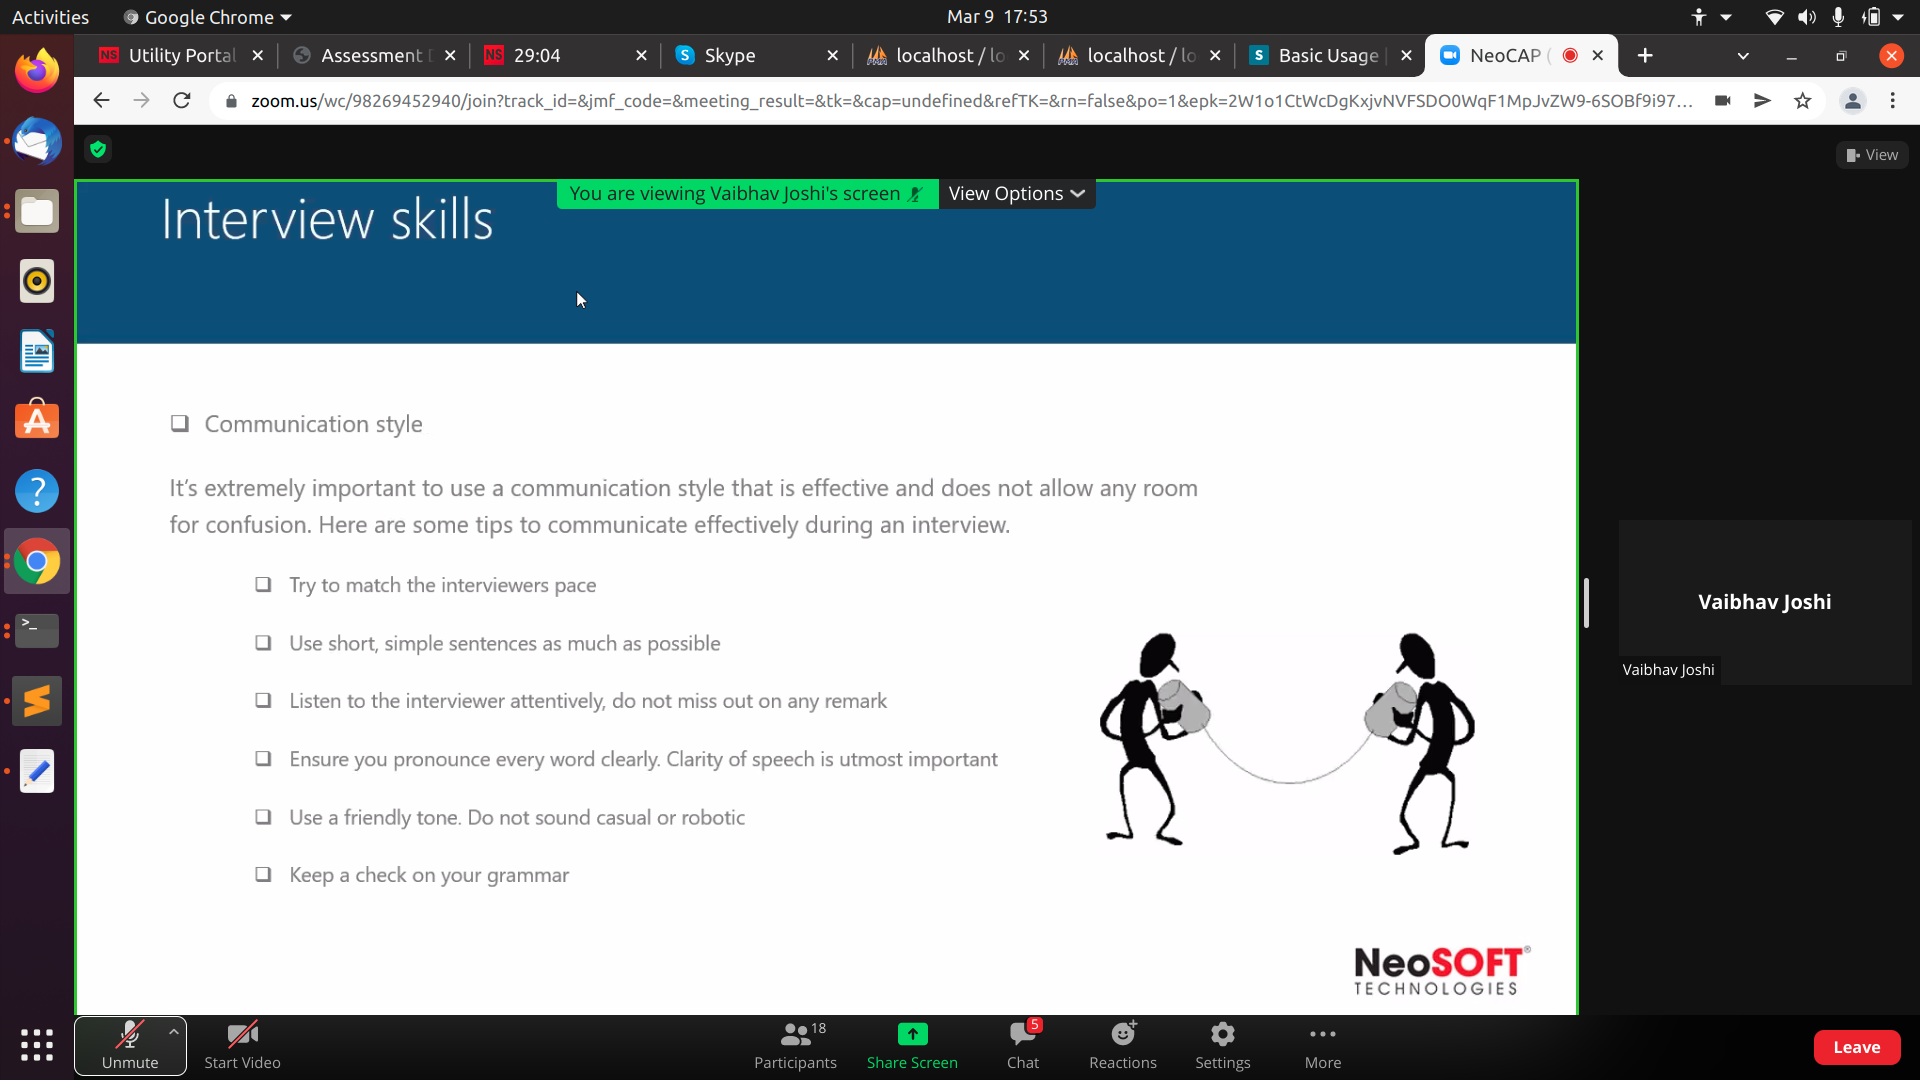 Activities
Google Chrome
Mar 9 17:53
NS Utility Portal
Assessment
NS 29:04
S Skype
localhost / lo
localhost / lo
S Basic Usage
NeoCAP (
zoom.us/wc/98269452940/join?track_id=&jmf_code=&meeting_result=&tk=&cap=undefined&refTK=&rn=false&po=1&epk=2W1o1CtWcDgKxjvNVFSDO0WqF1MpJvZW9-6SOBf9i97...
View
You are viewing Vaibhav Joshi's screen
View Options
Interview skills
Communication style
It's extremely important to use a communication style that is effective and does not allow any room
for confusion. Here are some tips to communicate effectively during an interview.
Try to match the interviewers pace
Use short, simple sentences as much as possible
Listen to the interviewer attentively, do not miss out on any remark
Ensure you pronounce every word clearly. Clarity of speech is utmost important
Use a friendly tone. Do not sound casual or robotic
Keep a check on your grammar
NeoSOFT®
TECHNOLOGIES
Vaibhav Joshi
Vaibhav Joshi
Unmute
Start Video
18
Participants
Share Screen
5
Chat
Reactions
Settings
More
Leave